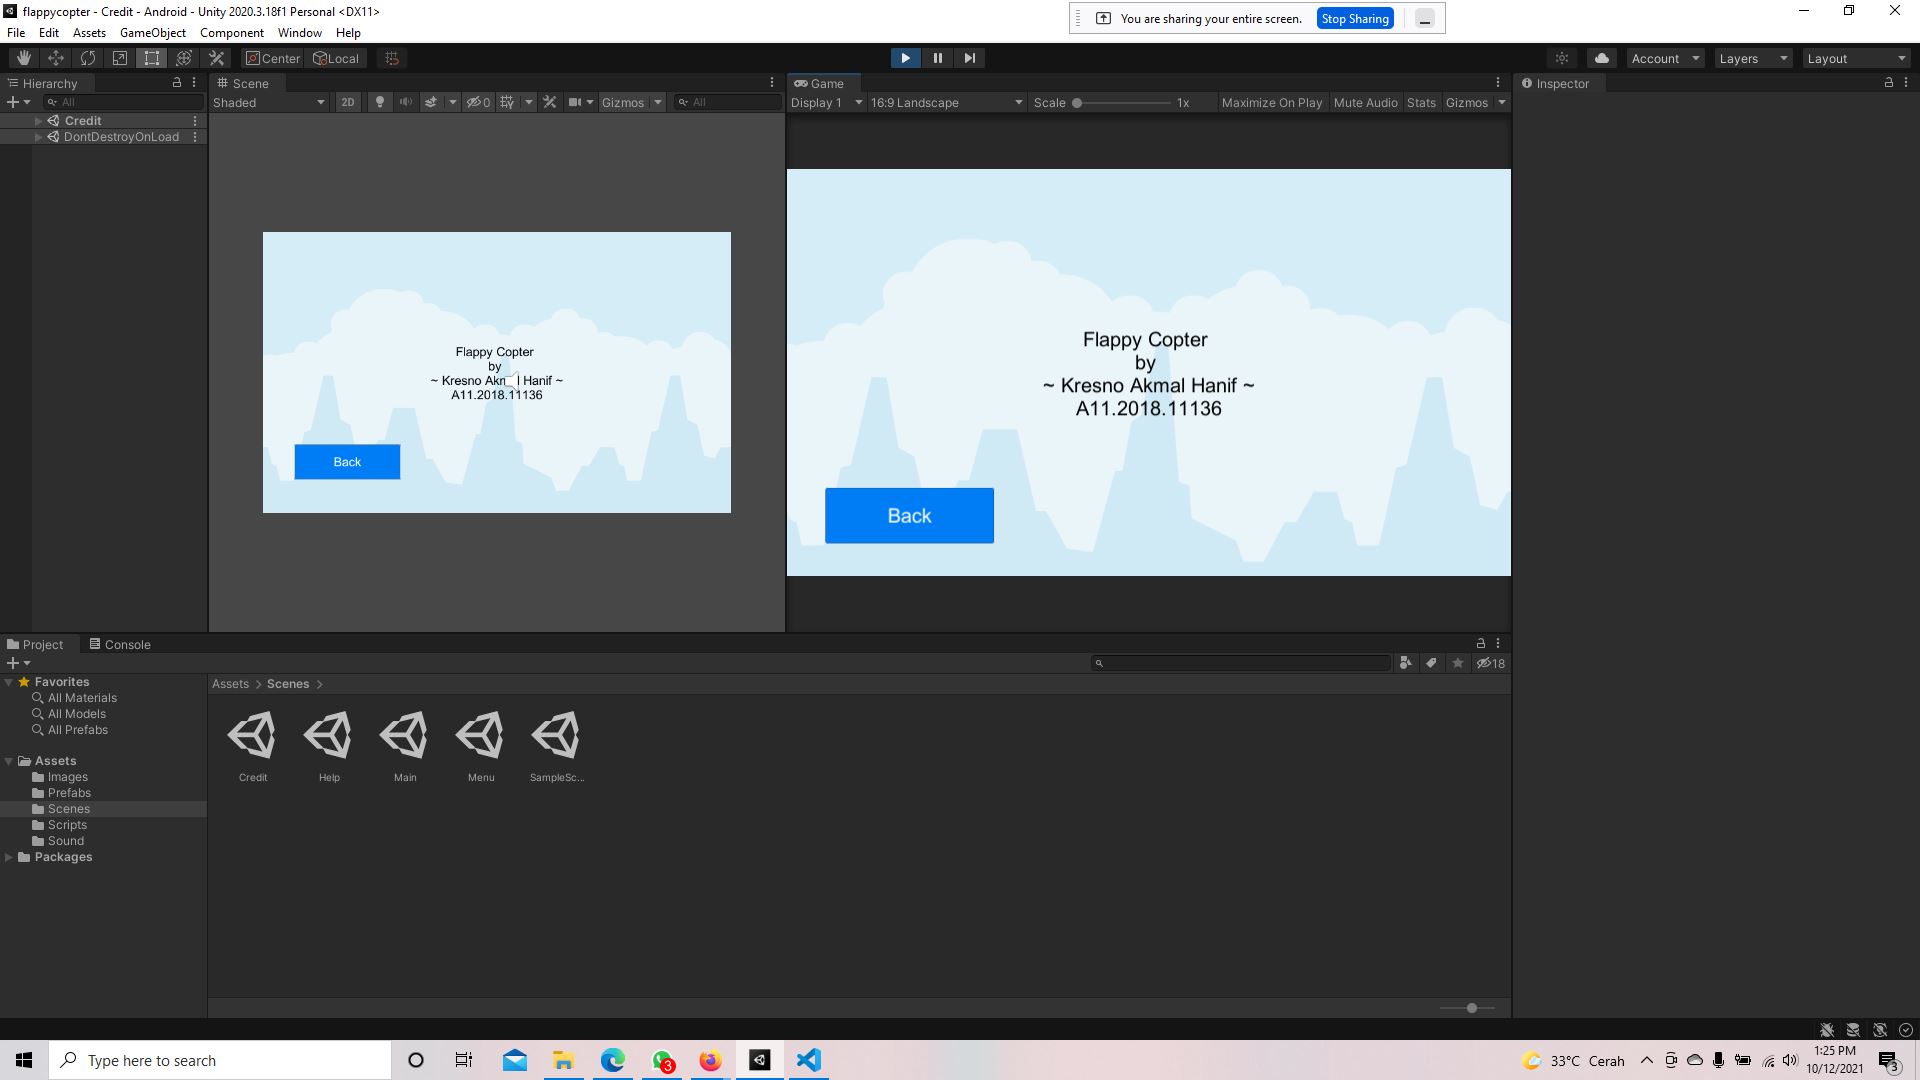 flappycopter - Credit - Android - Unity 2020.3.18f1 Personal <DX11>
You are sharing your entire screen. Stop Sharing
File Edit Assets GameObject Component Window Help
Center Local
Account Layers Layout
Hierarchy
All
Credit
DontDestroyOnLoad
Scene
Shaded 2D 0 Gizmos All
Flappy Copter
by
~ Kresno Akmal Hanif ~
A11.2018.11136
Back
Game
Display 1 16:9 Landscape Scale 1x Maximize On Play Mute Audio Stats Gizmos
Flappy Copter
by
~ Kresno Akmal Hanif ~
A11.2018.11136
Back
Inspector
Project Console
18
Favorites
All Materials
All Models
All Prefabs
Assets
Images
Prefabs
Scenes
Scripts
Sound
Packages
Assets > Scenes >
Credit Help Main Menu SampleSc...
Type here to search
3
33°C Cerah
1:25 PM
10/12/2021
3